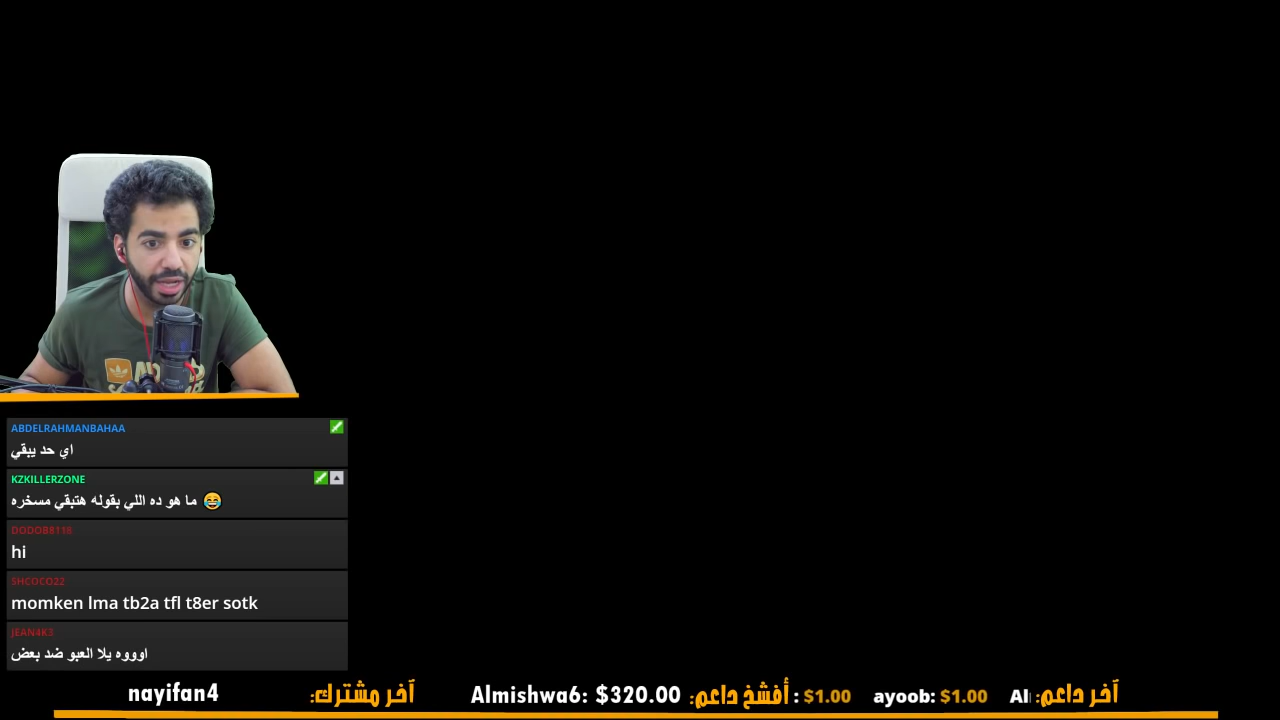 ABDELRAHMANBAHAA
اي حد يبقي
KZKILLERZONE
ما هو ده اللي بقوله هتبقي مسخره 😂
DODOB8116
hi
SHCOCO22
momken lma tb2a tfl t8er sotk
JEAN4K3
اوووه يلا العبو ضد بعض
nayifan4 آخر مشترك:
Almishwa6: $320.00 أفشخ داعم:
: $1.00 ayoob: $1.00 Al آخر داعم: